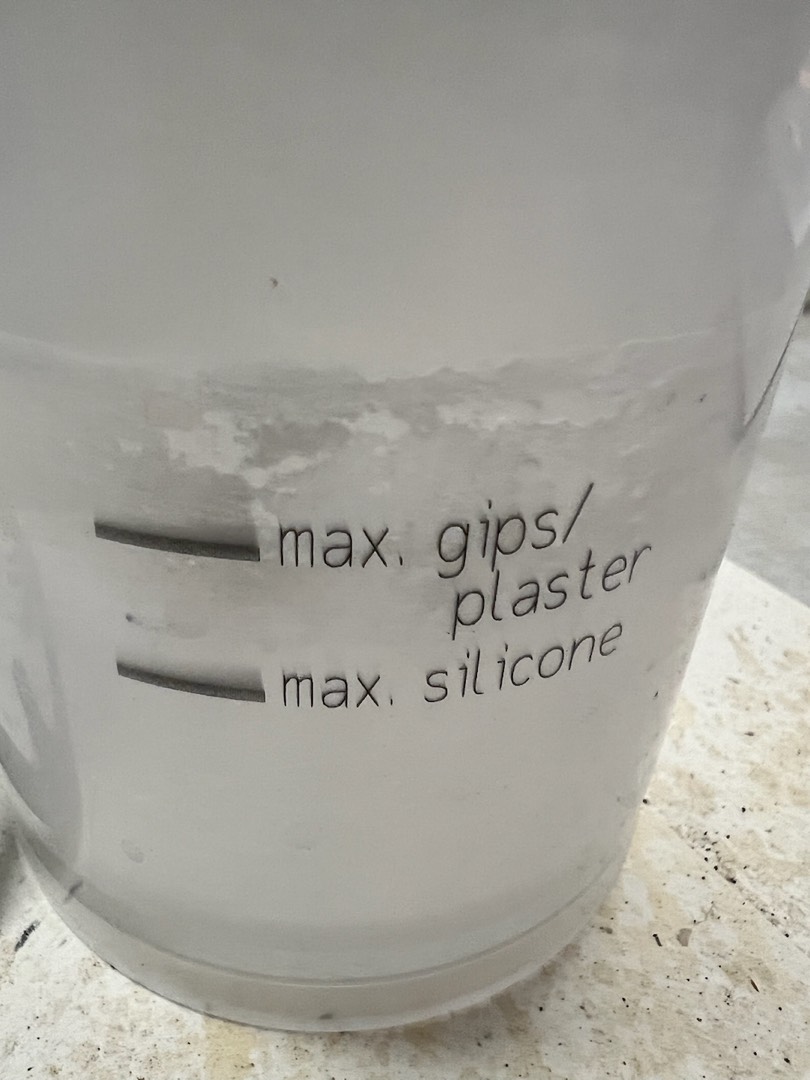 max. gips/
plaster
max. silicone